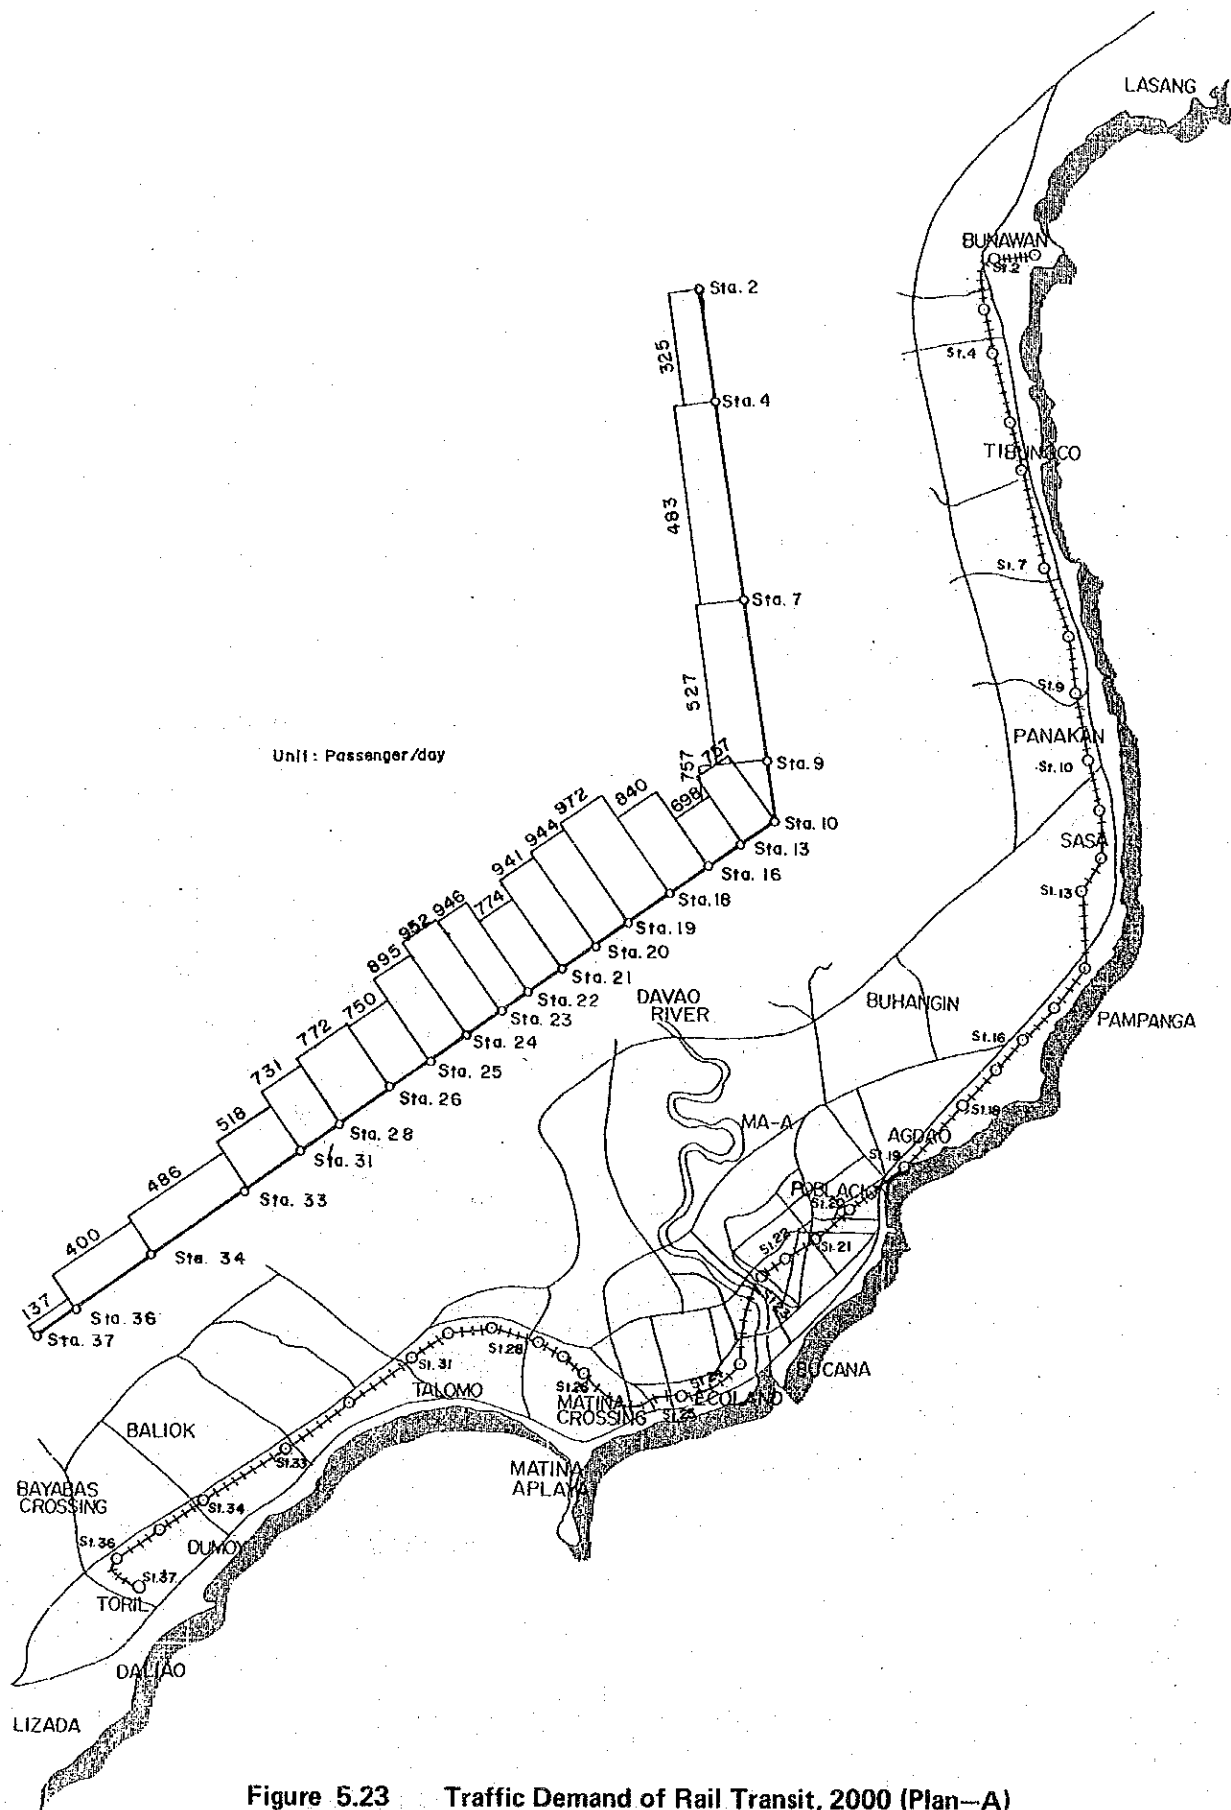 LASANG
BUNAWAN
St.2
Sta. 2
325
St.4
Sta. 4
TIBUNGCO
483
St.7
Sta. 7
527
St.9
PANAKAN
Unit : Passenger/day
757
757
Sta. 9
St.10
698
840
972
944
941
774
946
952
895
750
772
731
518
486
400
137
Sta. 10
Sta. 13
Sta. 16
Sta. 18
Sta. 19
Sta. 20
Sta. 21
Sta. 22
Sta. 23
Sta. 24
Sta. 25
Sta. 26
Sta. 28
Sta. 31
Sta. 33
Sta. 34
Sta. 36
Sta. 37
SASA
St.13
DAVAO
RIVER
BUHANGIN
PAMPANGA
St.16
MA-A
St.18
AGDAO
St.19
St.20
St.21
St.22
St.23
BUCANA
St.24
ECOLAND
St.25
St.26
MATINA
CROSSING
St.28
St.31
TALOMO
MATINA
APLAYA
BALIOK
St.33
BAYABAS
CROSSING
St.34
DUMOY
St.36
St.37
TORIL
DALIAO
LIZADA
Figure 5.23 Traffic Demand of Rail Transit, 2000 (Plan—A)